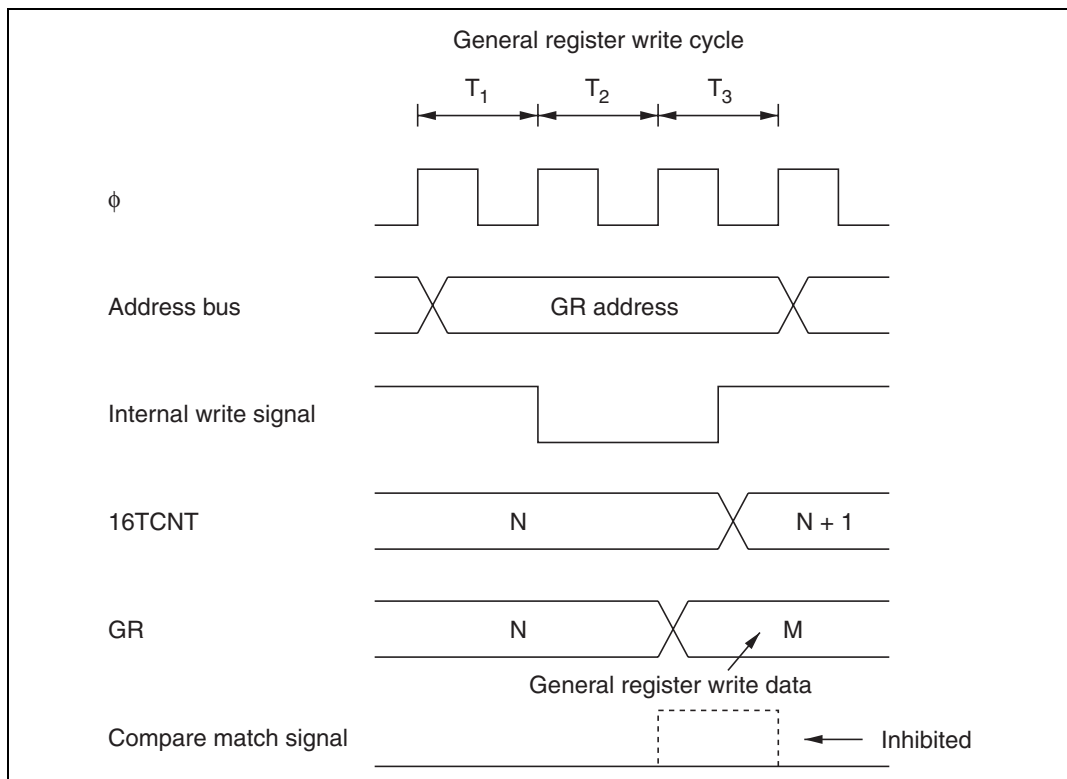 General register write cycle
T1 T2 T3
φ
Address bus GR address
Internal write signal
16TCNT N N + 1
GR N M
General register write data
Compare match signal Inhibited